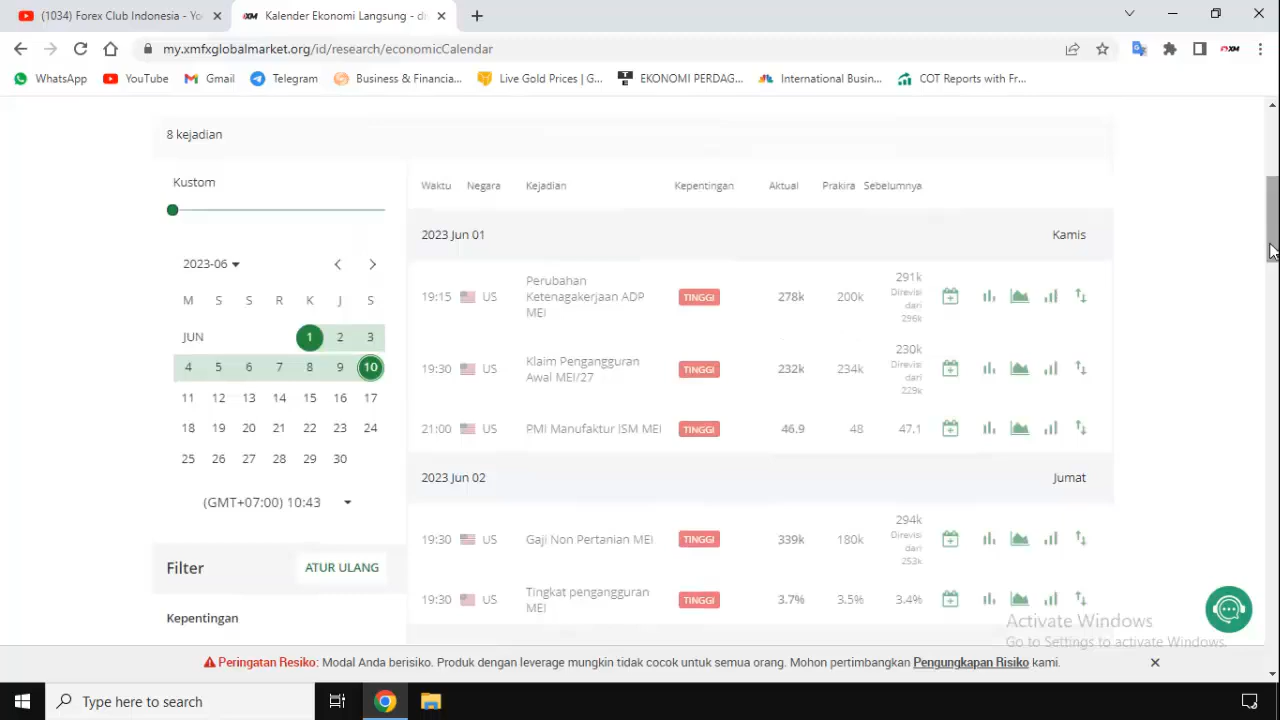 (1034) Forex Club Indonesia - Yo
Kalender Ekonomi Langsung - di
my.xmfxglobalmarket.org/id/research/economicCalendar
WhatsApp YouTube Gmail Telegram Business & Financia... Live Gold Prices | G... EKONOMI PERDAG... International Busin... COT Reports with Fr...
8 kejadian
Kustom
2023-06
M S S R K J S
JUN 1 2 3
4 5 6 7 8 9 10
11 12 13 14 15 16 17
18 19 20 21 22 23 24
25 26 27 28 29 30
(GMT+07:00) 10:43
Filter ATUR ULANG
Kepentingan
Waktu Negara Kejadian Kepentingan Aktual Prakira Sebelumnya
2023 Jun 01 Kamis
19:15 US Perubahan Ketenagakerjaan ADP MEI TINGGI 278k 200k 291k Direvisi dari 296k
19:30 US Klaim Pengangguran Awal MEI/27 TINGGI 232k 234k 230k Direvisi dari 229k
21:00 US PMI Manufaktur ISM MEI TINGGI 46.9 48 47.1
2023 Jun 02 Jumat
19:30 US Gaji Non Pertanian MEI TINGGI 339k 180k 294k Direvisi dari 253k
19:30 US Tingkat pengangguran MEI TINGGI 3.7% 3.5% 3.4%
Activate Windows
Go to Settings to activate Windows.
Peringatan Resiko: Modal Anda berisiko. Produk dengan leverage mungkin tidak cocok untuk semua orang. Mohon pertimbangkan Pengungkapan Risiko kami.
Type here to search